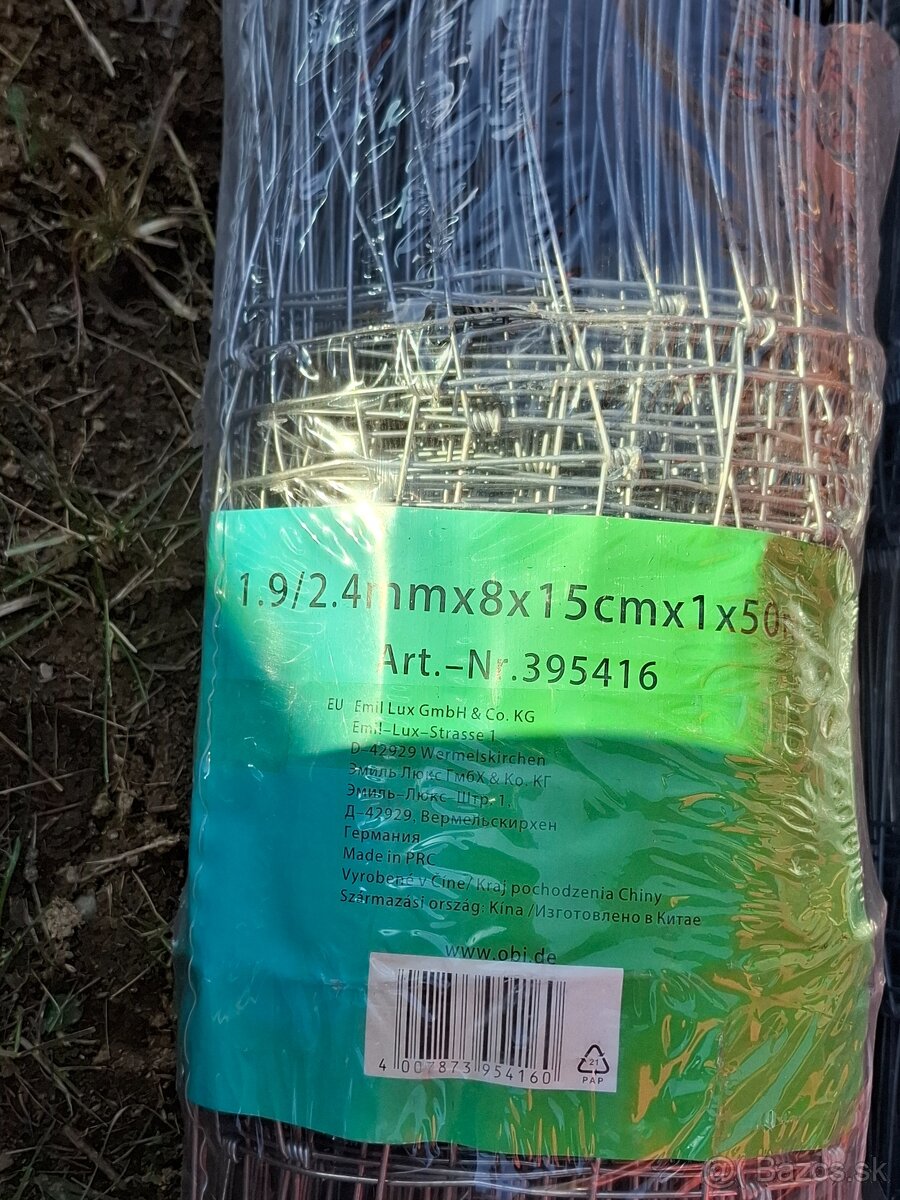 1.9/2.4mmx8x15cmx1x50m
Art.-Nr.395416
EU Emil Lux GmbH & Co. KG
Emil-Lux-Strasse 1
D-42929 Wermelskirchen
Эмиль Люкс ГмбХ & Ко. КГ
Эмиль-Люкс-Штр. 1,
Д-42929, Вермельскирхен
Германия
Made in PRC
Vyrobené v Číne/ Kraj pochodzenia Chiny
Származási ország: Kína /Изготовлено в Китае
www.obi.de
4 007873 954160
21
PAP
Bazos.sk